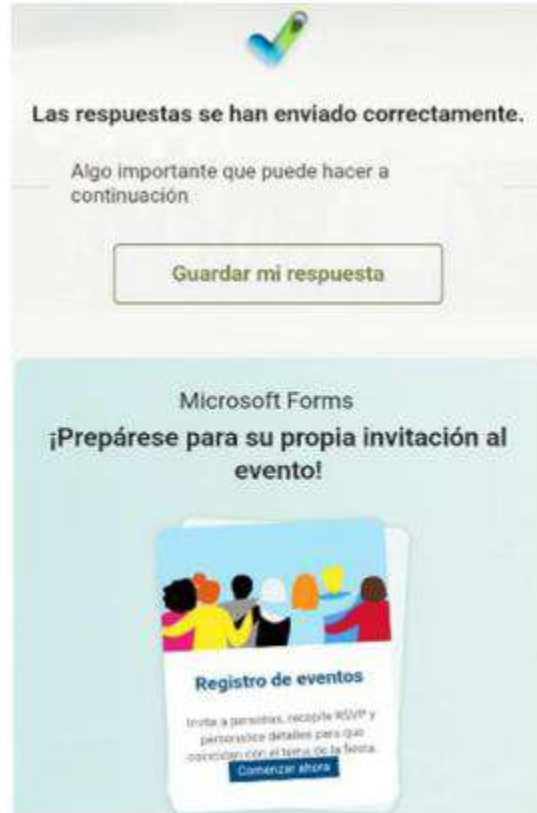 Las respuestas se han enviado correctamente.
Algo importante que puede hacer a
continuación
Guardar mi respuesta
Microsoft Forms
¡Prepárese para su propia invitación al
evento!
Registro de eventos
Invite a personas, recopile RSVP y
personalice detalles para que
coincidan con el tema de la fiesta.
Comenzar ahora